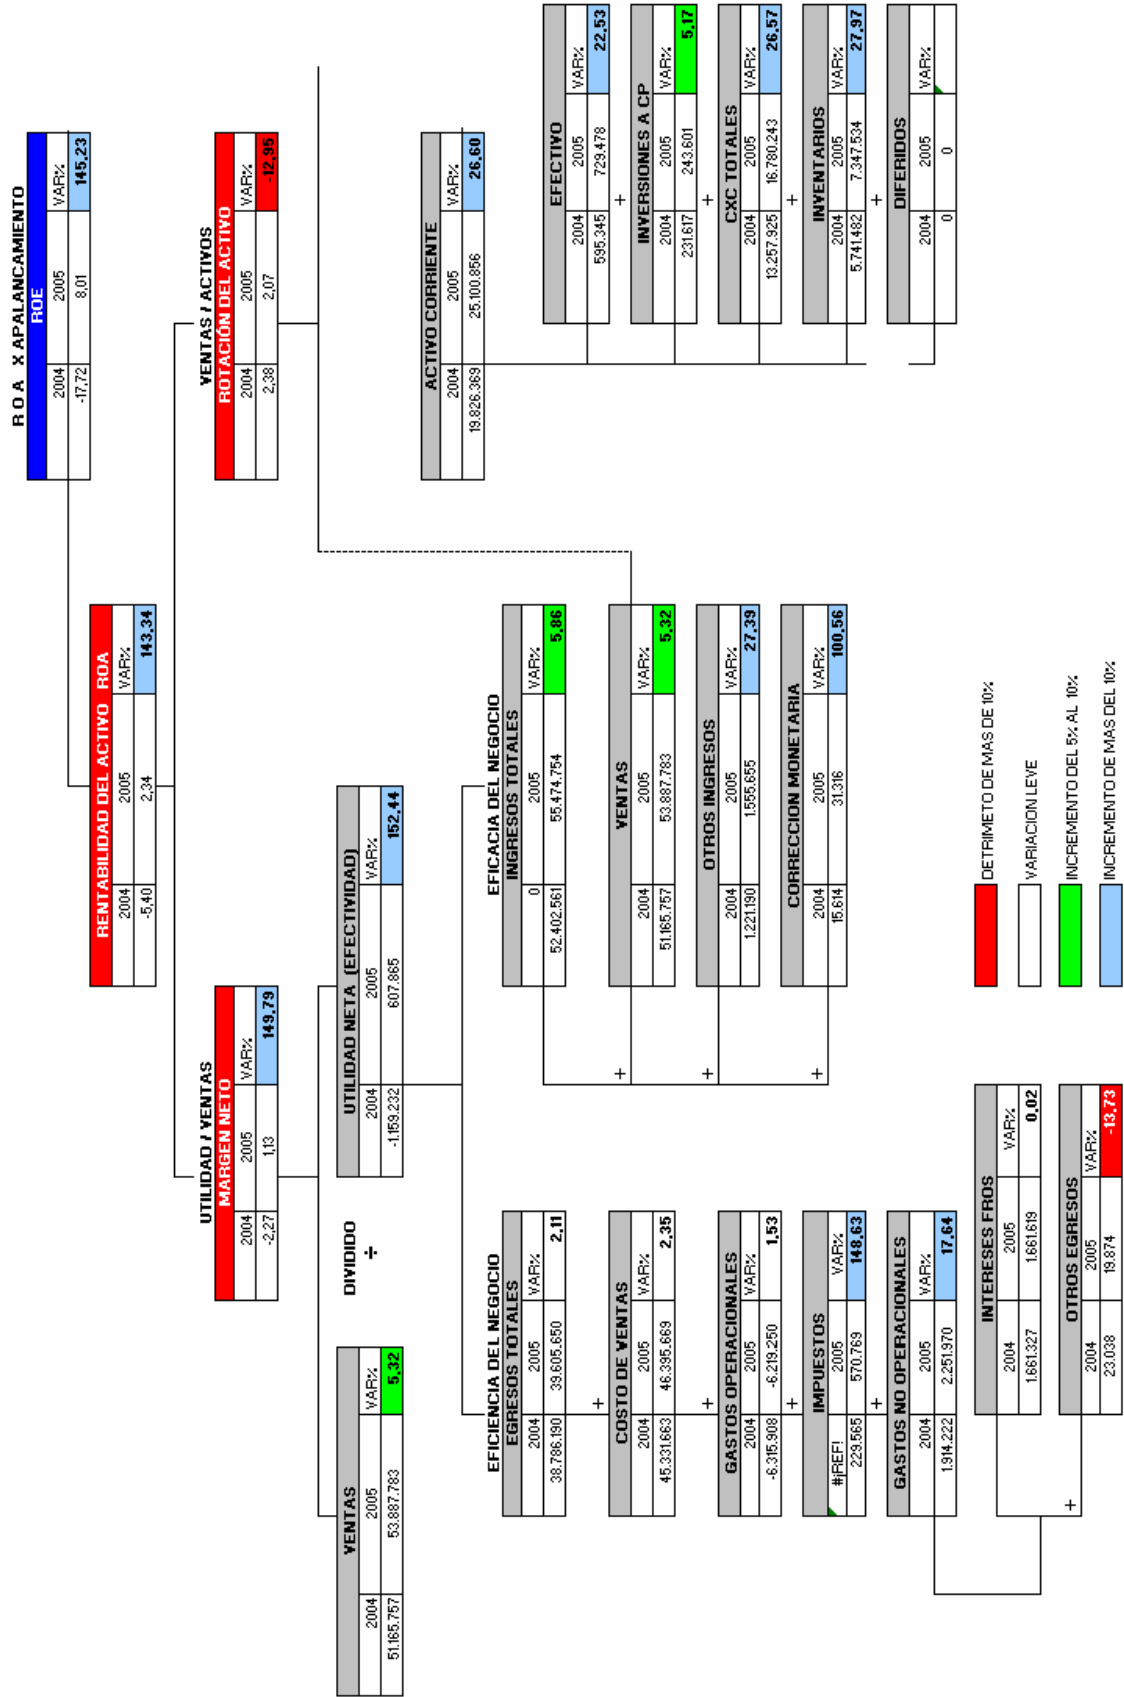 R O A X APALANCAMIENTO
ROE
2004 2005 VAR%
-17,72 8,01 145,23
RENTABILIDAD DEL ACTIVO ROA
2004 2005 VAR%
-5,40 2,34 143,34
UTILIDAD / VENTAS
MARGEN NETO
2004 2005 VAR%
-2,27 1,13 149,79
VENTAS / ACTIVOS
ROTACIÓN DEL ACTIVO
2004 2005 VAR%
2,38 2,07 -12,95
VENTAS
2004 2005 VAR%
51.165.757 53.887.783 5,32
DIVIDIDO
÷
UTILIDAD NETA (EFECTIVIDAD)
2004 2005 VAR%
-1.159.232 607.865 152,44
ACTIVO CORRIENTE
2004 2005 VAR%
19.826.369 25.100.856 26,60
EFICIENCIA DEL NEGOCIO
EGRESOS TOTALES
2004 2005 VAR%
38.786.190 39.605.650 2,11
+
COSTO DE VENTAS
2004 2005 VAR%
45.331.663 46.395.669 2,35
+
GASTOS OPERACIONALES
2004 2005 VAR%
-6.315.908 -6.219.250 1,53
+
IMPUESTOS
#¡REF! 2005 VAR%
229.565 570.769 148,63
+
GASTOS NO OPERACIONALES
2004 2005 VAR%
1.914.222 2.251.970 17,64
EFICACIA DEL NEGOCIO
INGRESOS TOTALES
0 2005 VAR%
52.402.561 55.474.754 5,86
+
VENTAS
2004 2005 VAR%
51.165.757 53.887.783 5,32
+
OTROS INGRESOS
2004 2005 VAR%
1.221.190 1.555.655 27,39
+
CORRECCION MONETARIA
2004 2005 VAR%
15.614 31.316 100,56
EFECTIVO
2004 2005 VAR%
595.345 729.478 22,53
+
INVERSIONES A CP
2004 2005 VAR%
231.617 243.601 5,17
+
CXC TOTALES
2004 2005 VAR%
13.257.925 16.780.243 26,57
+
INVENTARIOS
2004 2005 VAR%
5.741.482 7.347.534 27,97
+
DIFERIDOS
2004 2005 VAR%
0 0
INTERESES FROS
2004 2005 VAR%
1.661.327 1.661.619 0,02
+
OTROS EGRESOS
2004 2005 VAR%
23.038 19.874 -13,73
DETRIMETO DE MAS DE 10%
VARIACION LEVE
INCREMENTO DEL 5% AL 10%
INCREMENTO DE MAS DEL 10%